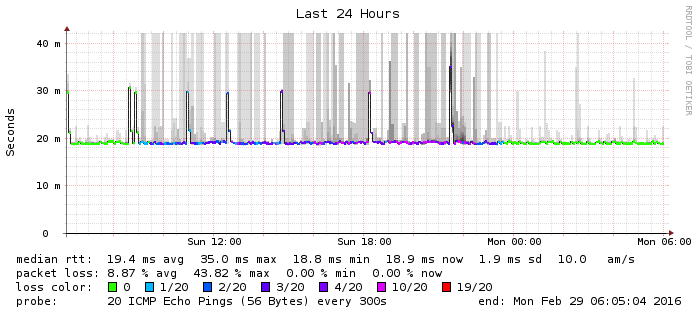 Last 24 Hours
RRDTOOL / TOBI OETIKER
Seconds
40 m
30 m
20 m
10 m
0
Sun 12:00 Sun 18:00 Mon 00:00 Mon 06:00
median rtt: 19.4 ms avg 35.0 ms max 18.8 ms min 18.9 ms now 1.9 ms sd 10.0 am/s
packet loss: 8.87 % avg 43.82 % max 0.00 % min 0.00 % now
loss color: 0 1/20 2/20 3/20 4/20 10/20 19/20
probe: 20 ICMP Echo Pings (56 Bytes) every 300s end: Mon Feb 29 06:05:04 2016